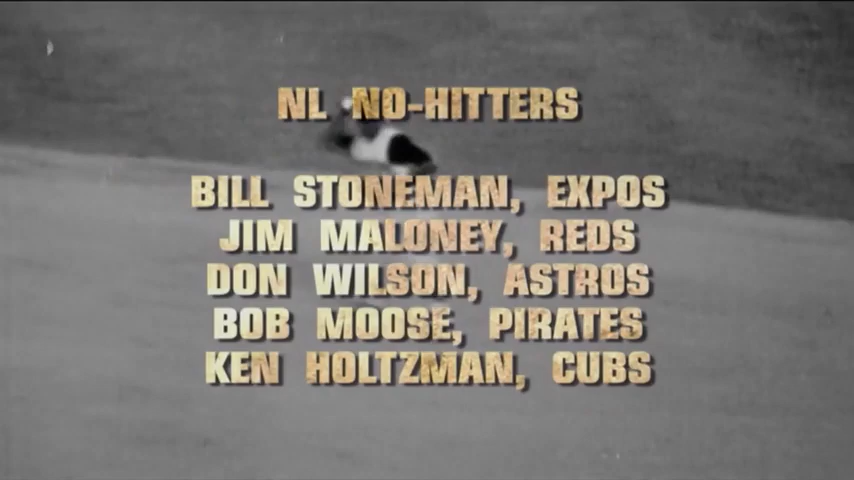 NL NO-HITTERS
BILL STONEMAN, EXPOS
JIM MALONEY, REDS
DON WILSON, ASTROS
BOB MOOSE, PIRATES
KEN HOLTZMAN, CUBS